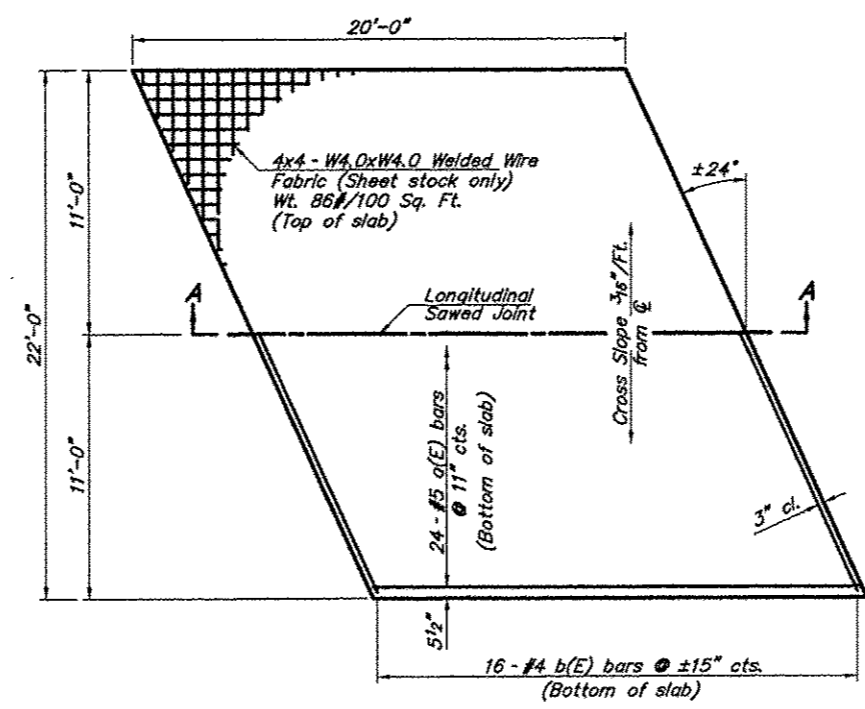 20'-0"
4x4 - W4.0xW4.0 Welded Wire
Fabric (Sheet stock only)
Wt. 86#/100 Sq. Ft.
(Top of slab)
±24°
11'-0"
22'-0"
A
Longitudinal
Sawed Joint
A
Cross Slope 3/16"/Ft.
from ℄
11'-0"
24 - #5 a(E) bars
@ 11" cts.
(Bottom of slab)
3" cl.
5 1/2"
16 - #4 b(E) bars @ ±15" cts.
(Bottom of slab)